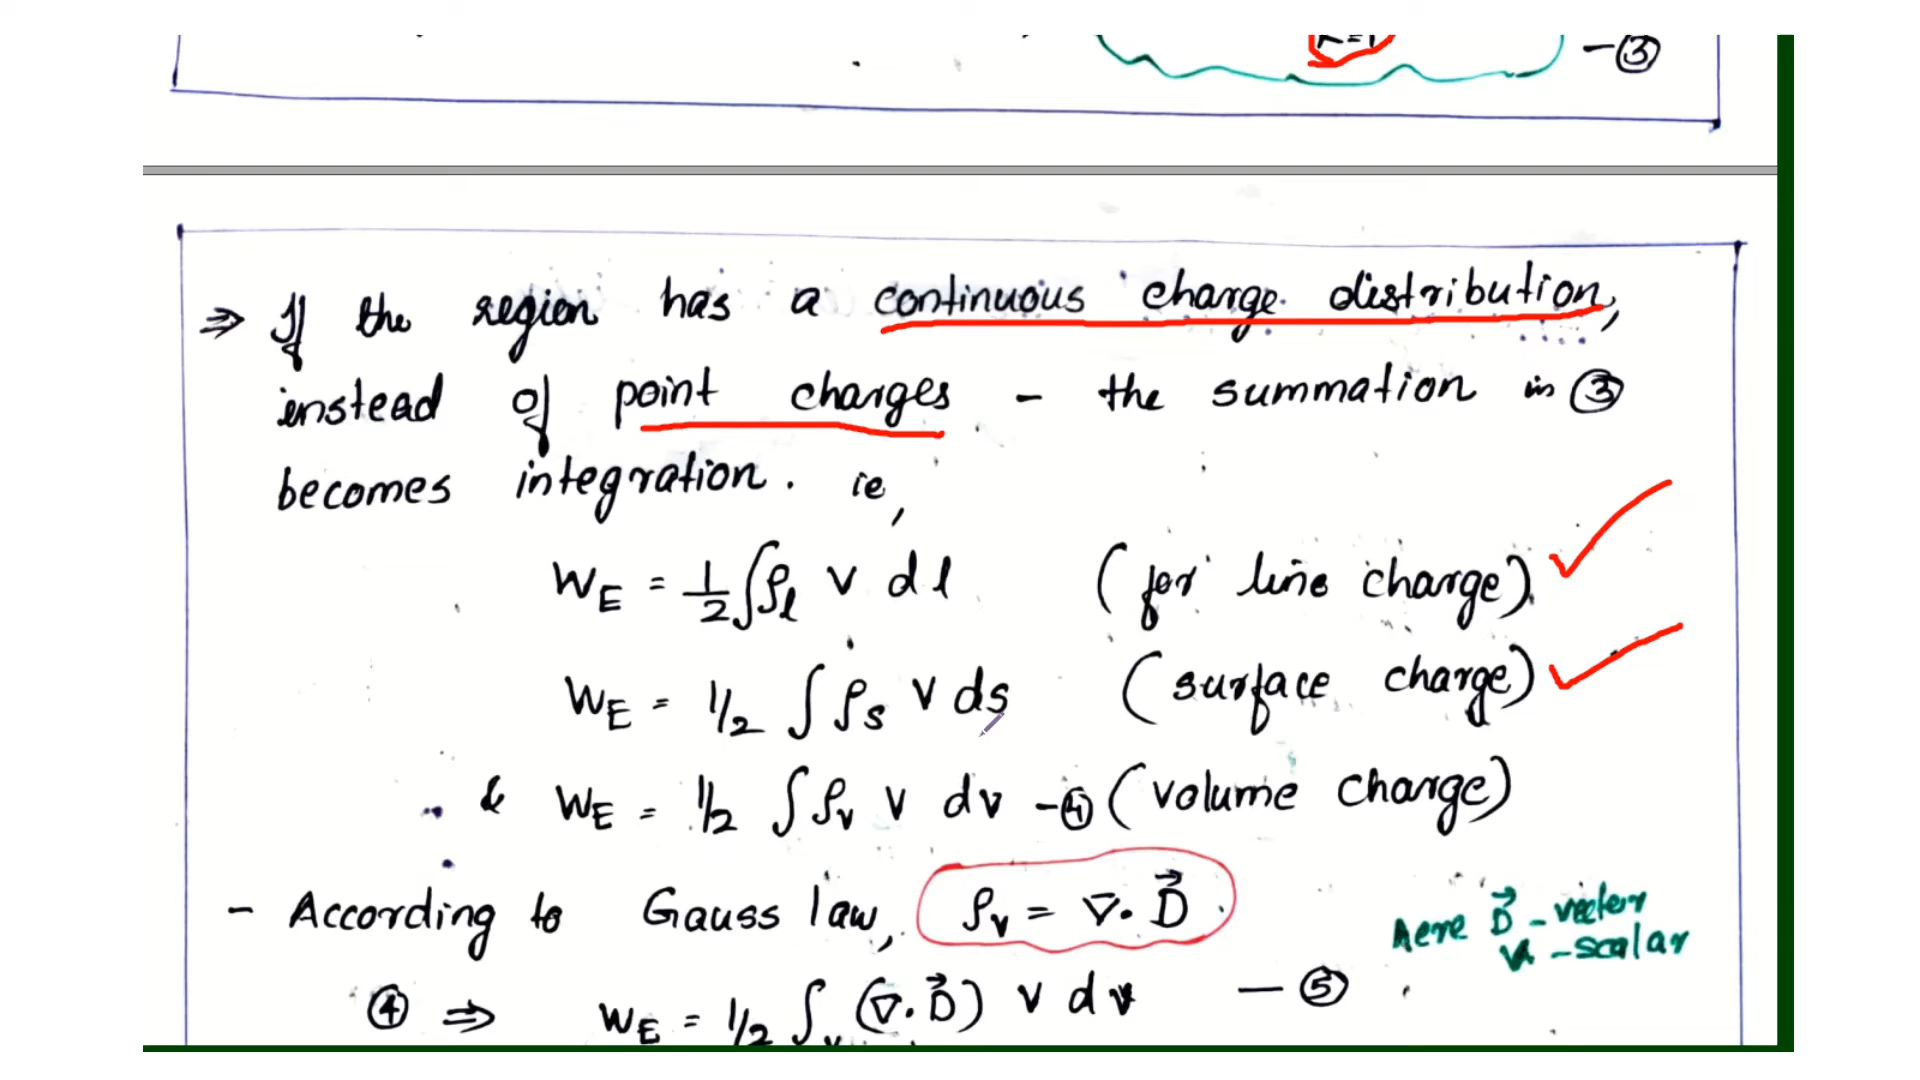 - ③
⇒ If the region has a continuous charge distribution,
instead of point charges - the summation in ③
becomes integration. ie,
W_E = 1/2 ∫ρ_l V dl (for line charge)
W_E = 1/2 ∫ ρ_s V ds (surface charge)
& W_E = 1/2 ∫ ρ_v V dv - ④ (volume charge)
- According to Gauss law, ρ_v = ∇. D⃗
Here D⃗ - vector
V - scalar
④ ⇒ W_E = 1/2 ∫_v (∇. D⃗) V dv - ⑤